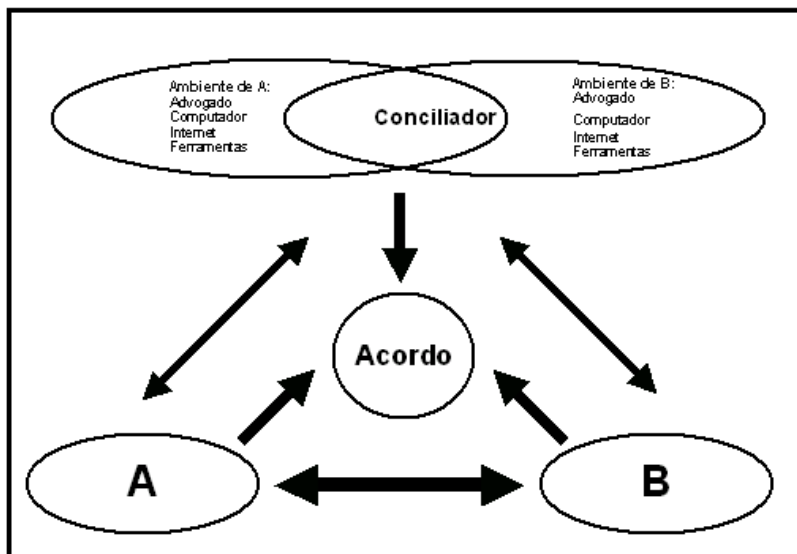 Ambiente de A:
Advogado
Computador
Internet
Ferramentas
Conciliador
Ambiente de B:
Advogado
Computador
Internet
Ferramentas
Acordo
A
B